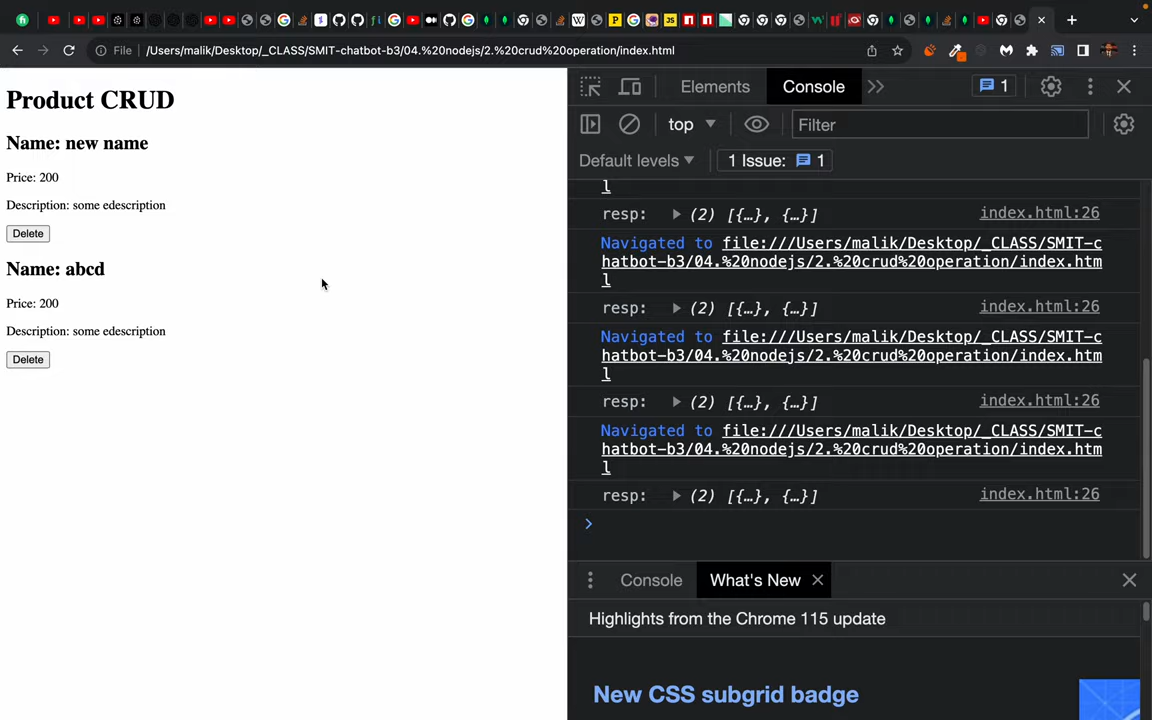 File
/Users/malik/Desktop/_CLASS/SMIT-chatbot-b3/04.%20nodejs/2.%20crud%20operation/index.html
Product CRUD
Name: new name
Price: 200
Description: some edescription
Delete
Name: abcd
Price: 200
Description: some edescription
Delete
Elements
Console
1
top
Filter
Default levels
1 Issue: 1
l
resp: (2) [{…}, {…}] index.html:26
Navigated to file:///Users/malik/Desktop/_CLASS/SMIT-c
hatbot-b3/04.%20nodejs/2.%20crud%20operation/index.htm
l
resp: (2) [{…}, {…}] index.html:26
Navigated to file:///Users/malik/Desktop/_CLASS/SMIT-c
hatbot-b3/04.%20nodejs/2.%20crud%20operation/index.htm
l
resp: (2) [{…}, {…}] index.html:26
Navigated to file:///Users/malik/Desktop/_CLASS/SMIT-c
hatbot-b3/04.%20nodejs/2.%20crud%20operation/index.htm
l
resp: (2) [{…}, {…}] index.html:26
Console
What's New
Highlights from the Chrome 115 update
New CSS subgrid badge